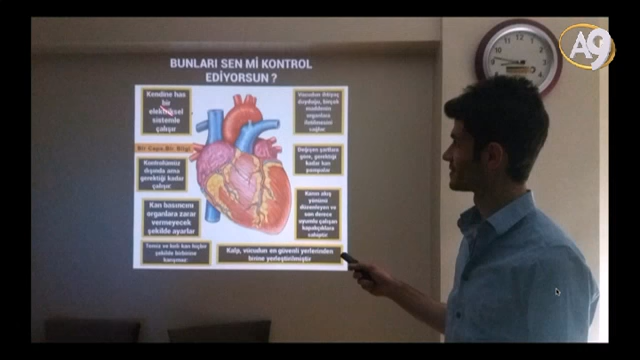 A9
BUNLARI SEN Mİ KONTROL
EDİYORSUN ?
Kendine has
bir
elektriksel
sistemde
çalışır
Vücudun ihtiyaç
duyduğu, birçok
maddenin
organlara
iletilmesini
sağlar
Bir Çapa, Bir Bilgi
Kontrolümüz
dışında ama
gerektiği kadar
çalışır
Değişen şartlara
göre, gerektiği
kadar kan
pompalar
Kan basıncını
organlara zarar
vermeyecek
şekilde ayarlar
Kanın akış
yönünü
düzenleyen ve
son derece
uyumlu çalışan
kapakçıklara
sahiptir
Temiz ve kirli kan hiçbir
şekilde birbirine
karışmaz
Kalp, vücudun en güvenli yerlerinden
birine yerleştirilmiştir